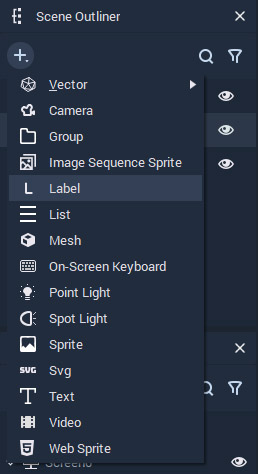 Scene Outliner
Vector
Camera
Group
Image Sequence Sprite
L Label
List
Mesh
On-Screen Keyboard
Point Light
Spot Light
Sprite
SVG Svg
Text
Video
Web Sprite